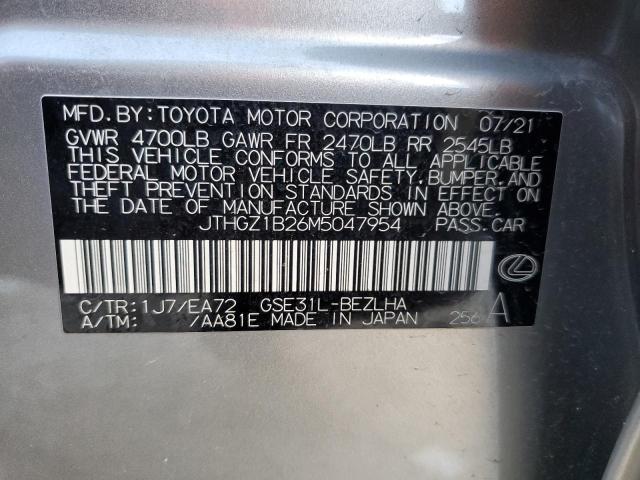 MFD.BY:TOYOTA MOTOR CORPORATION 07/21
GVWR 4700LB GAWR FR 2470LB RR 2545LB
THIS VEHICLE CONFORMS TO ALL APPLICABLE
FEDERAL MOTOR VEHICLE SAFETY,BUMPER,AND
THEFT PREVENTION STANDARDS IN EFFECT ON
THE DATE OF MANUFACTURE SHOWN ABOVE.
JTHGZ1B26M5047954 PASS.CAR
C/TR:1J7/EA72 GSE31L-BEZLHA
A/TM: /AA81E MADE IN JAPAN 256 A